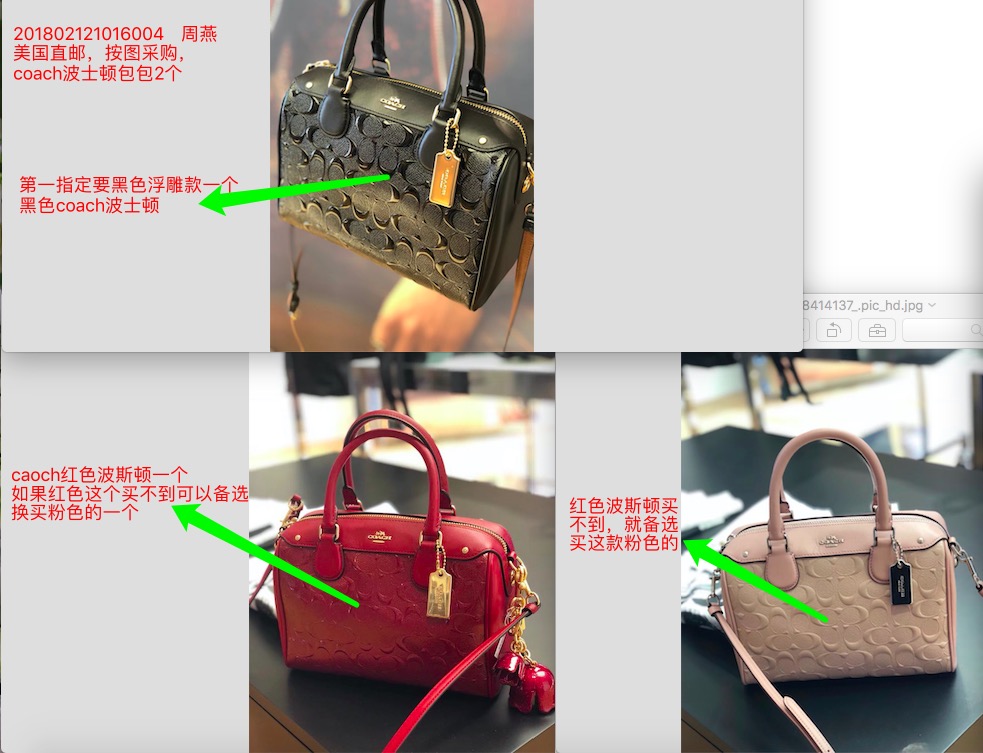 201802121016004 周燕
美国直邮，按图采购，
coach波士顿包包2个
第一指定要黑色浮雕款一个
黑色coach波士顿
COACH
8414137_.pic_hd.jpg
caoch红色波斯顿一个
如果红色这个买不到可以备选
换买粉色的一个
COACH
红色波斯顿买
不到，就备选
买这款粉色的
COACH